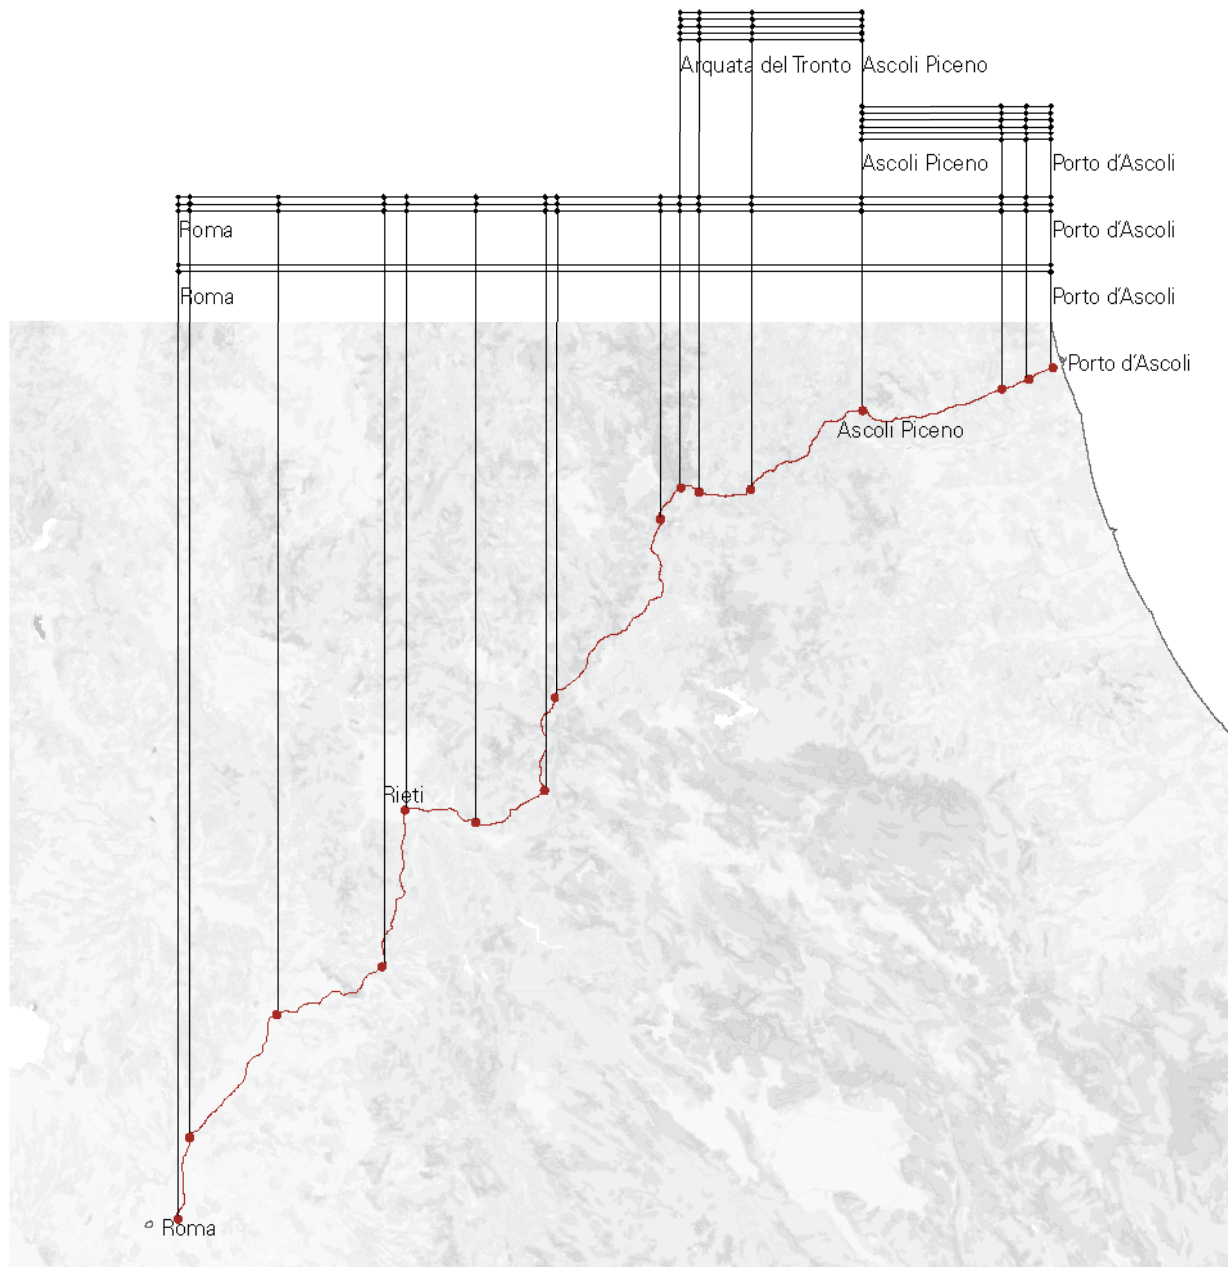 Arquata del Tronto
Ascoli Piceno
Ascoli Piceno
Porto d'Ascoli
Roma
Porto d'Ascoli
Roma
Porto d'Ascoli
Porto d'Ascoli
Ascoli Piceno
Rieti
Roma